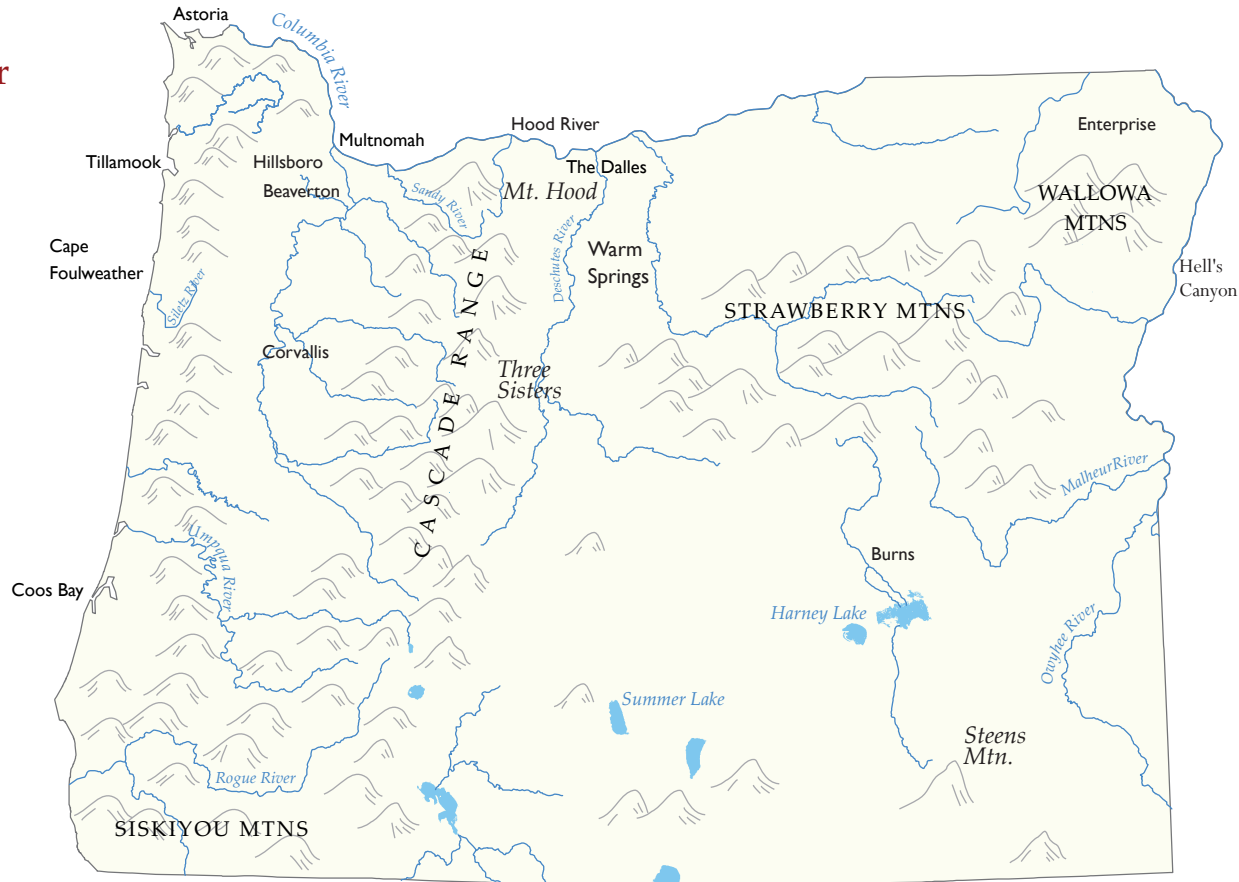 Astoria
Columbia River
r
Hood River
Enterprise
Multnomah
Tillamook
Hillsboro
The Dalles
Beaverton
Sandy River
Mt. Hood
WALLOWA
MTNS
Cape
Foulweather
Deschutes River
Warm
Springs
Hell's
Canyon
Siletz River
STRAWBERRY MTNS
CASCADE RANGE
Corvallis
Three
Sisters
Malheur River
Umpqua River
Burns
Coos Bay
Harney Lake
Owyhee River
Summer Lake
Steens
Mtn.
Rogue River
SISKIYOU MTNS